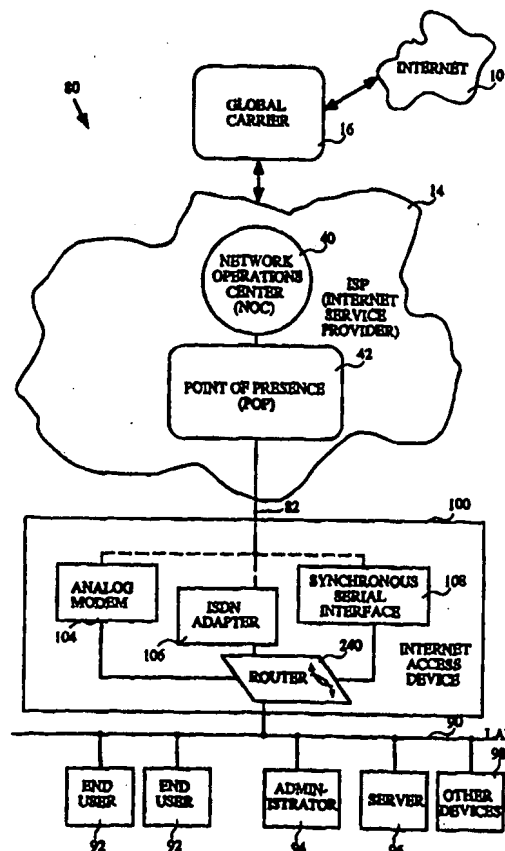 80
INTERNET
10
GLOBAL
CARRIER
16
14
40
NETWORK
OPERATIONS
CENTER
(NOC)
ISP
(INTERNET
SERVICE
PROVIDER)
42
POINT OF PRESENCE
(POP)
82
100
ANALOG
MODEM
104
ISDN
ADAPTER
106
SYNCHRONOUS
SERIAL
INTERFACE
108
240
ROUTER
INTERNET
ACCESS
DEVICE
90
LA
END
USER
92
END
USER
92
ADMIN-
ISTRATOR
94
SERVER
96
98
OTHER
DEVICES